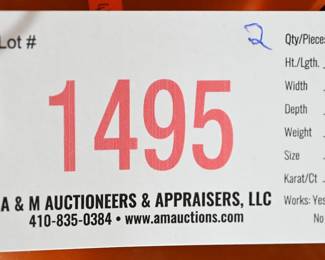 Lot #
2
Qty/Pieces
Ht./Lgth.
Width
Depth
Weight
Size
Karat/Ct
Works: Yes
No
1495
A & M AUCTIONEERS & APPRAISERS, LLC
410-835-0384 • www.amauctions.com